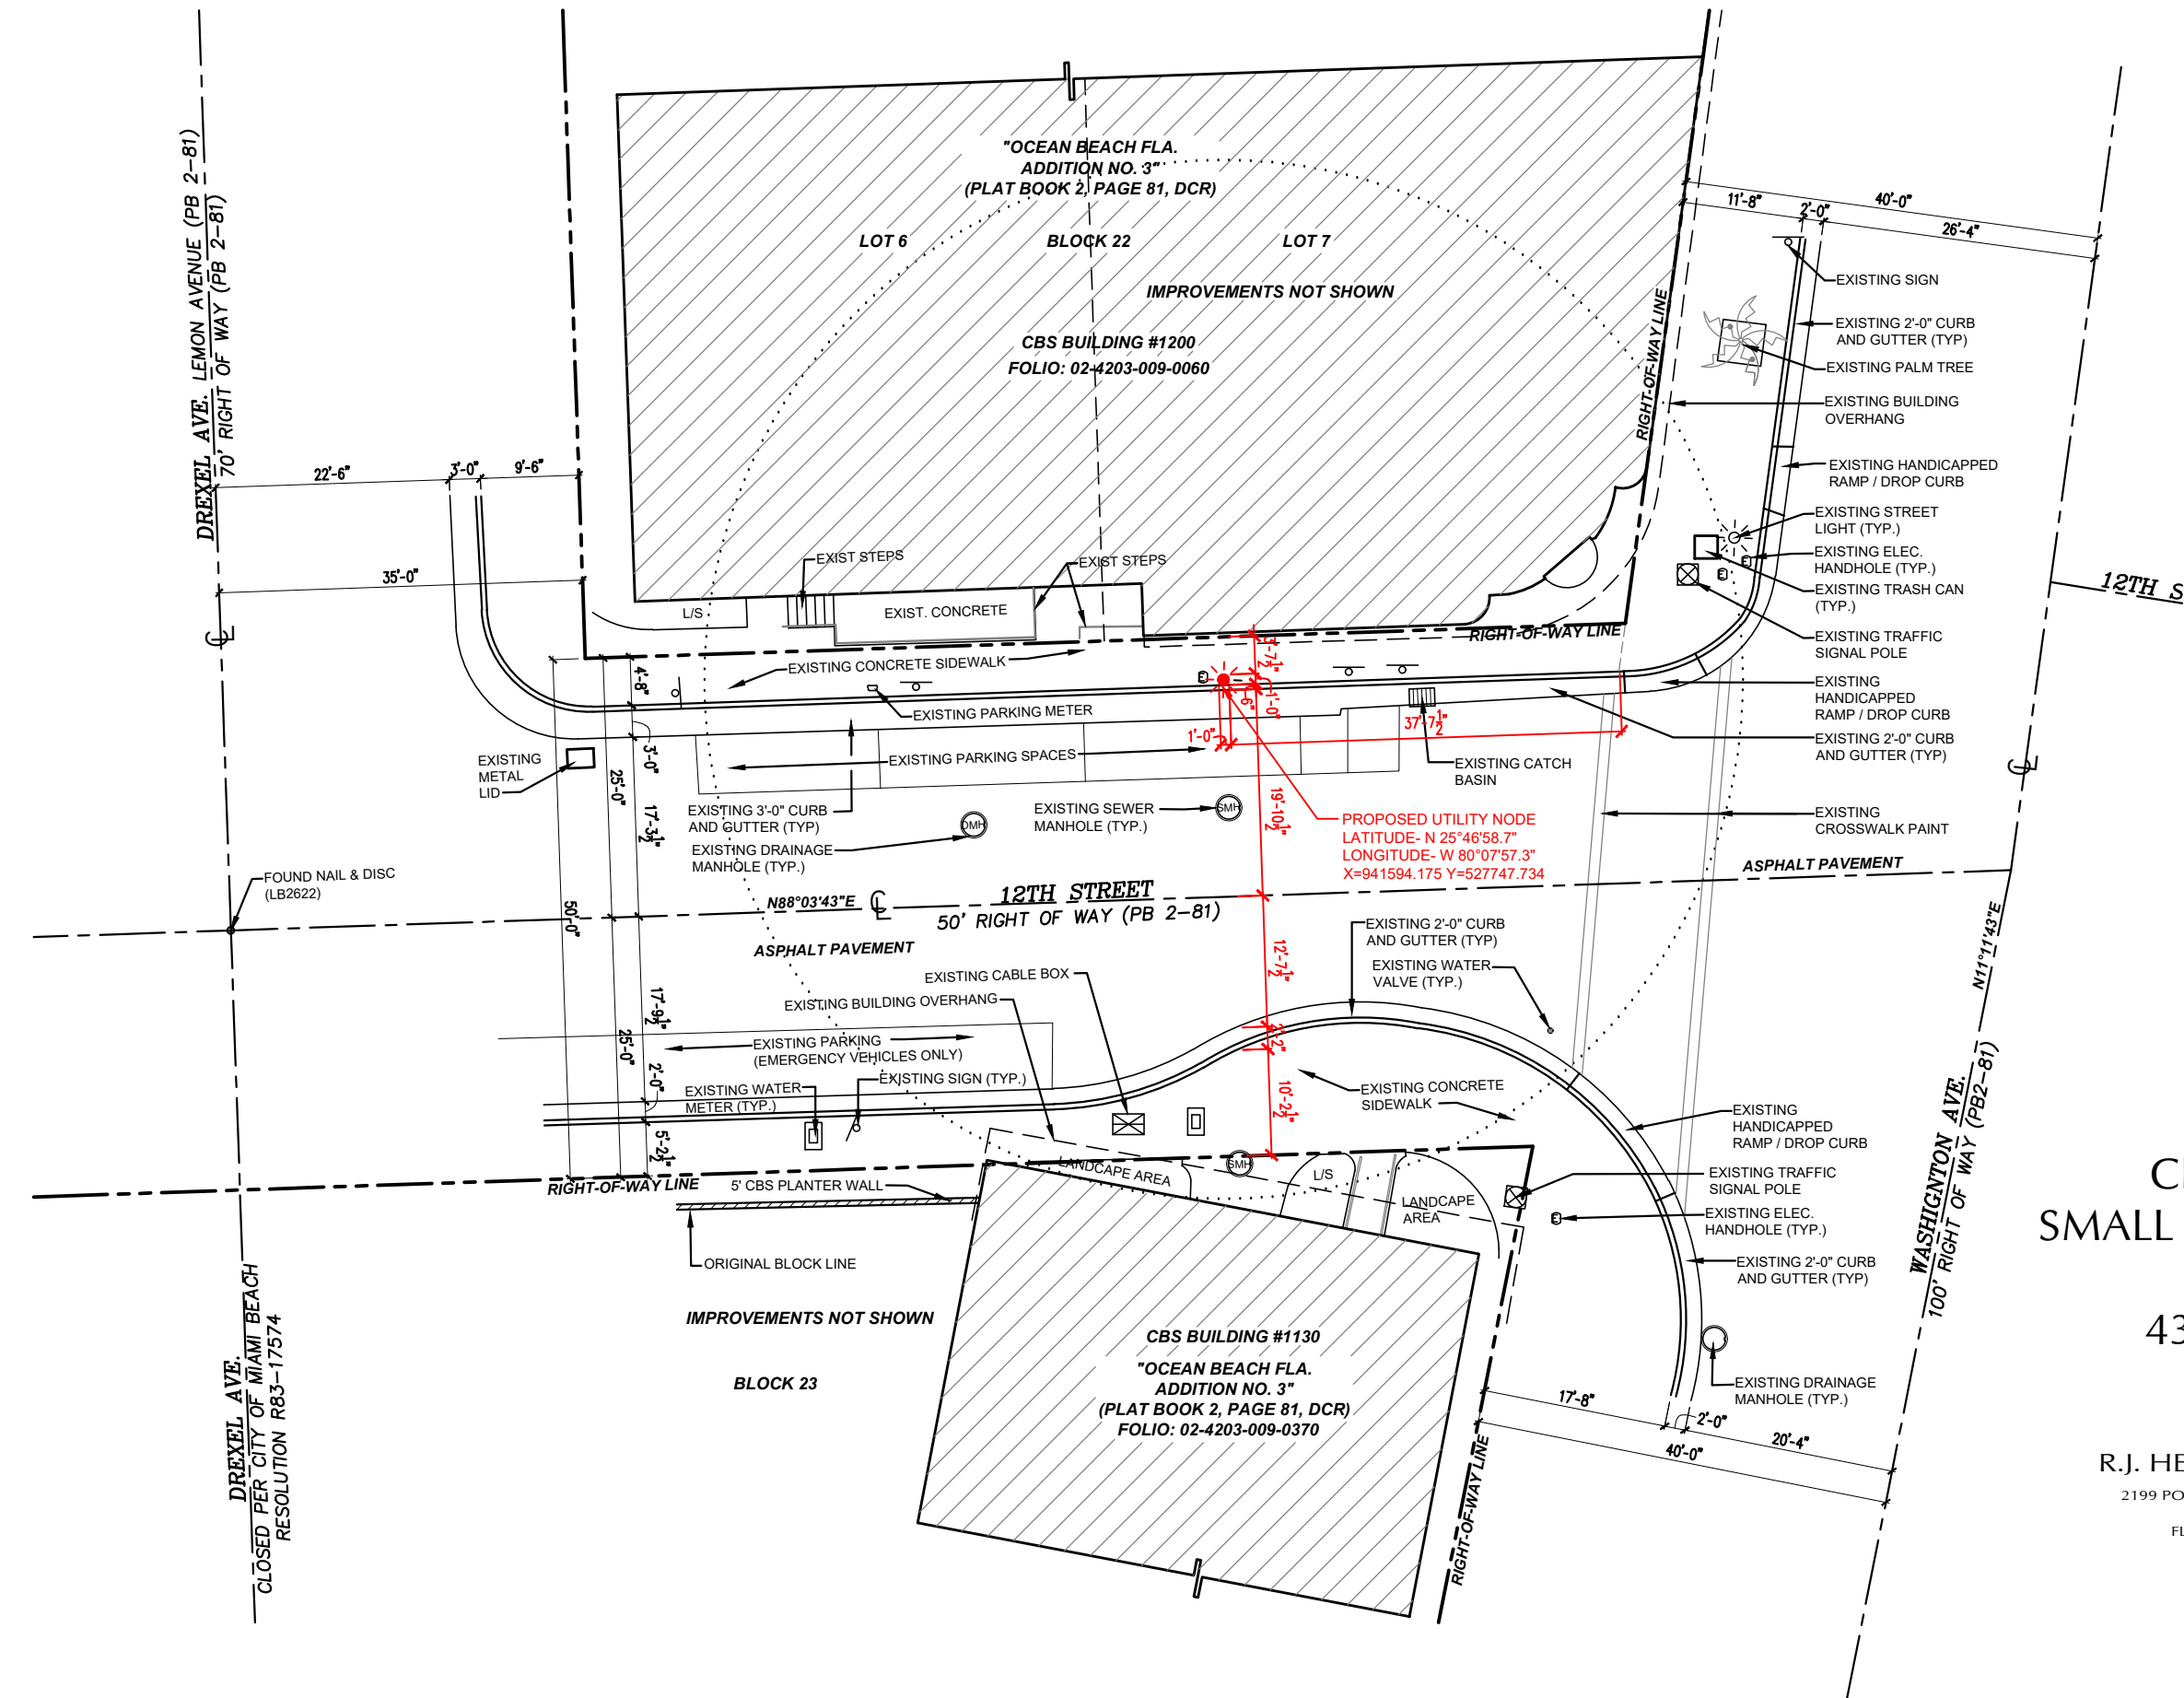 DREXEL AVE. LEMON AVENUE (PB 2-81)
70' RIGHT OF WAY (PB 2-81)
"OCEAN BEACH FLA.
ADDITION NO. 3"
(PLAT BOOK 2, PAGE 81, DCR)
LOT 6
BLOCK 22
LOT 7
IMPROVEMENTS NOT SHOWN
CBS BUILDING #1200
FOLIO: 02-4203-009-0060
RIGHT-OF-WAY LINE
40'-0"
11'-8"
2'-0"
26'-4"
EXISTING SIGN
EXISTING 2'-0" CURB
AND GUTTER (TYP)
EXISTING PALM TREE
EXISTING BUILDING
OVERHANG
EXISTING HANDICAPPED
RAMP / DROP CURB
EXISTING STREET
LIGHT (TYP.)
EXISTING ELEC.
HANDHOLE (TYP.)
EXISTING TRASH CAN
(TYP.)
EXISTING TRAFFIC
SIGNAL POLE
EXISTING
HANDICAPPED
RAMP / DROP CURB
EXISTING 2'-0" CURB
AND GUTTER (TYP)
EXISTING
CROSSWALK PAINT
12TH S
22'-6"
3'-0"
9'-6"
35'-0"
EXIST STEPS
EXIST STEPS
L/S
EXIST. CONCRETE
RIGHT-OF-WAY LINE
EXISTING CONCRETE SIDEWALK
EXISTING PARKING METER
EXISTING PARKING SPACES
EXISTING
METAL
LID
EXISTING 3'-0" CURB
AND GUTTER (TYP)
EXISTING DRAINAGE
MANHOLE (TYP.)
DMH
EXISTING SEWER
MANHOLE (TYP.)
SMH
EXISTING CATCH
BASIN
E
E
E
4'-8"
3'-0"
25'-0"
17'-3½"
50'-0"
17'-9½"
25'-0"
2'-0"
5'-2½"
3'-7½"
1'-0"
6"
1'-0"
37'-7½"
19'-10½"
12'-7½"
2'-2"
10'-2½"
PROPOSED UTILITY NODE
LATITUDE- N 25°46'58.7"
LONGITUDE- W 80°07'57.3"
X=941594.175 Y=527747.734
FOUND NAIL & DISC
(LB2622)
N88°03'43"E
12TH STREET
50' RIGHT OF WAY (PB 2-81)
ASPHALT PAVEMENT
ASPHALT PAVEMENT
N11°11'43"E
EXISTING CABLE BOX
EXISTING BUILDING OVERHANG
EXISTING PARKING
(EMERGENCY VEHICLES ONLY)
EXISTING WATER
METER (TYP.)
EXISTING SIGN (TYP.)
EXISTING 2'-0" CURB
AND GUTTER (TYP)
EXISTING WATER
VALVE (TYP.)
EXISTING CONCRETE
SIDEWALK
EXISTING
HANDICAPPED
RAMP / DROP CURB
EXISTING TRAFFIC
SIGNAL POLE
EXISTING ELEC.
HANDHOLE (TYP.)
E
EXISTING 2'-0" CURB
AND GUTTER (TYP)
EXISTING DRAINAGE
MANHOLE (TYP.)
LANDSCAPE AREA
SMH
L/S
LANDCAPE
AREA
RIGHT-OF-WAY LINE
5' CBS PLANTER WALL
ORIGINAL BLOCK LINE
IMPROVEMENTS NOT SHOWN
BLOCK 23
CBS BUILDING #1130
"OCEAN BEACH FLA.
ADDITION NO. 3"
(PLAT BOOK 2, PAGE 81, DCR)
FOLIO: 02-4203-009-0370
RIGHT-OF-WAY LINE
17'-8"
2'-0"
20'-4"
40'-0"
WASHIGNTON AVE.
100' RIGHT OF WAY (PB2-81)
DREXEL AVE.
CLOSED PER CITY OF MIAMI BEACH
RESOLUTION R83-17574
SMALL
43
R.J. HE
2199 PO
FL